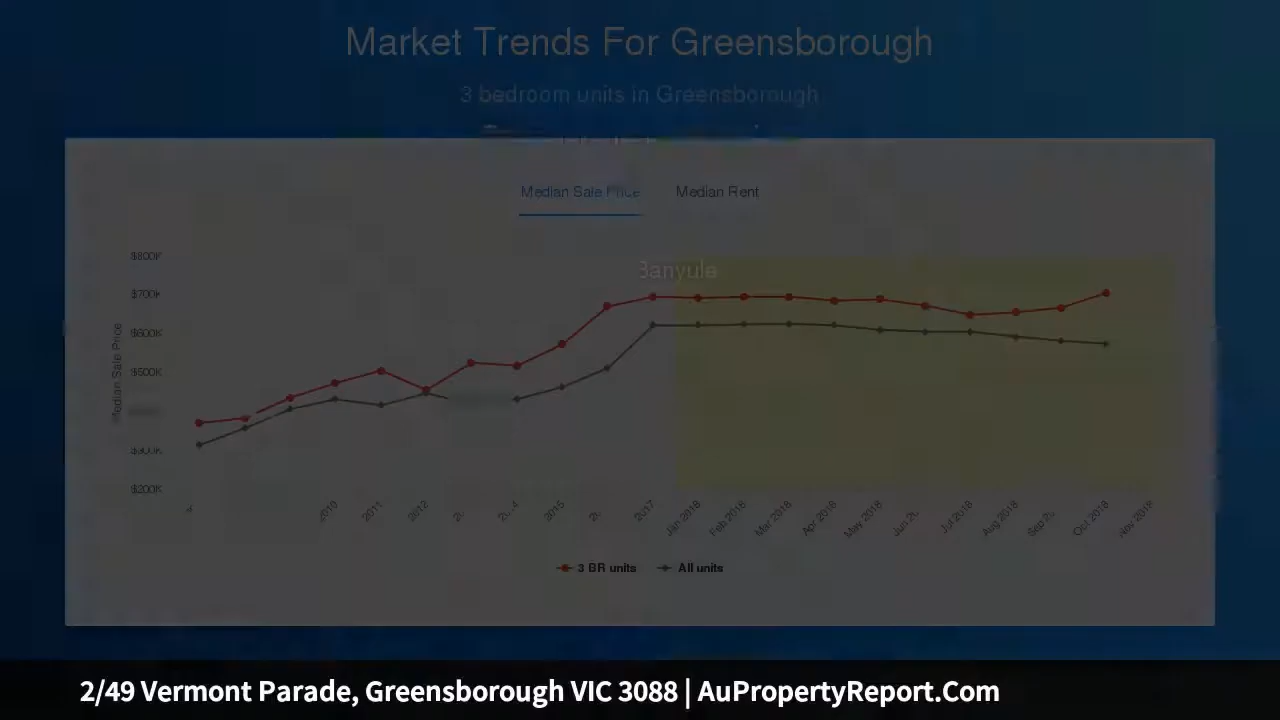 Market Trends For Greensborough
3 bedroom units in Greensborough
Median Sale Price Median Rent
Banyule
Median Sale Price
$800K
$700K
$600K
$500K
$300K
$200K
2010 2011 2012 2015 2017 Jan 2018 Feb 2018 Mar 2018 Apr 2018 May 2018 Jul 2018 Aug 2018 Oct 2018 Nov 2018
3 BR units All units
2/49 Vermont Parade, Greensborough VIC 3088 | AuPropertyReport.Com